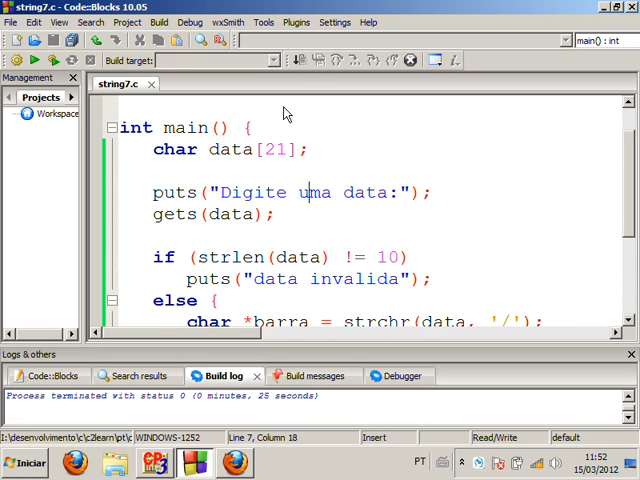 string7.c - Code::Blocks 10.05
File Edit View Search Project Build Debug wxSmith Tools Plugins Settings Help
main() : int
Build target:
Management
string7.c
Projects
Workspace
int main() {
char data[21];
puts("Digite uma data:");
gets(data);
if (strlen(data) != 10)
puts("data invalida");
else {
char *barra = strchr(data, '/');
Logs & others
Code::Blocks Search results Build log Build messages Debugger
Process terminated with status 0 (0 minutes, 25 seconds)
I:\desenvolvimento\c\c2learn\pt\c WINDOWS-1252 Line 7, Column 18 Insert Read/Write default
Iniciar PT 11:52
15/03/2012